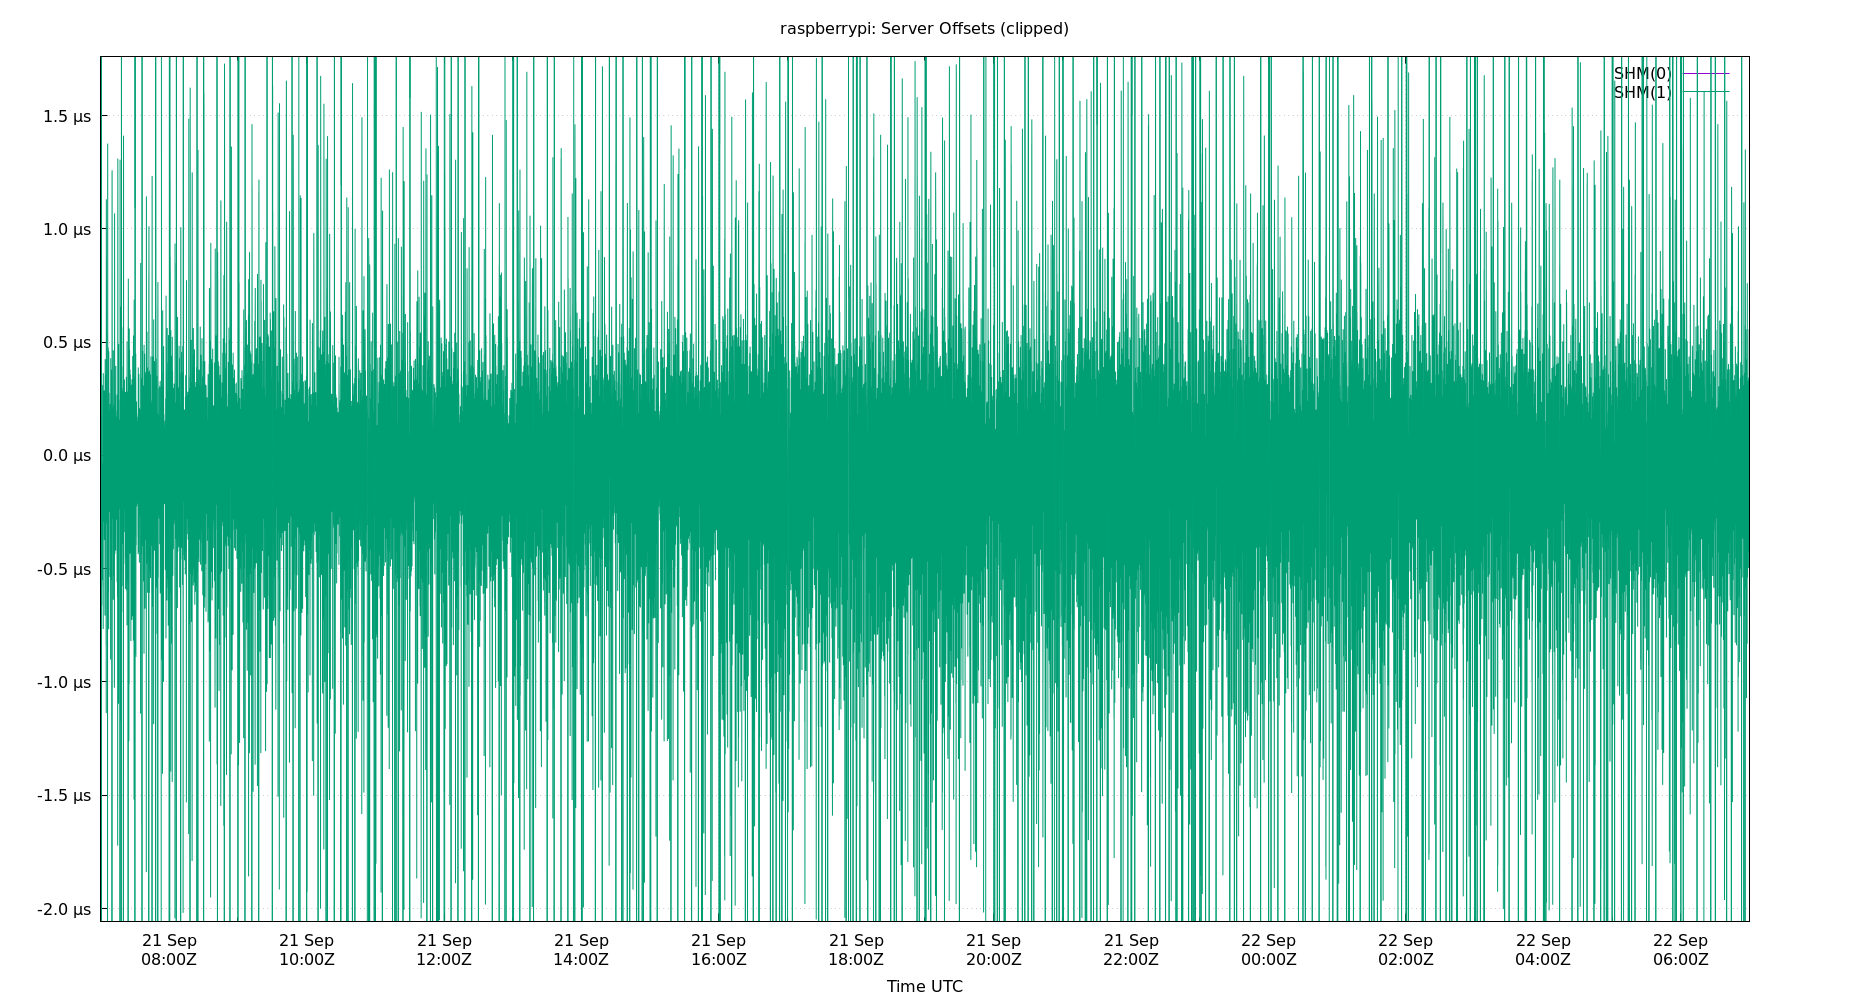 raspberrypi: Server Offsets (clipped)
SHM(0)
SHM(1)
1.5 µs
1.0 µs
0.5 µs
0.0 µs
-0.5 µs
-1.0 µs
-1.5 µs
-2.0 µs
21 Sep 21 Sep 21 Sep 21 Sep 21 Sep 21 Sep 21 Sep 21 Sep 22 Sep 22 Sep 22 Sep 22 Sep
08:00Z 10:00Z 12:00Z 14:00Z 16:00Z 18:00Z 20:00Z 22:00Z 00:00Z 02:00Z 04:00Z 06:00Z
Time UTC